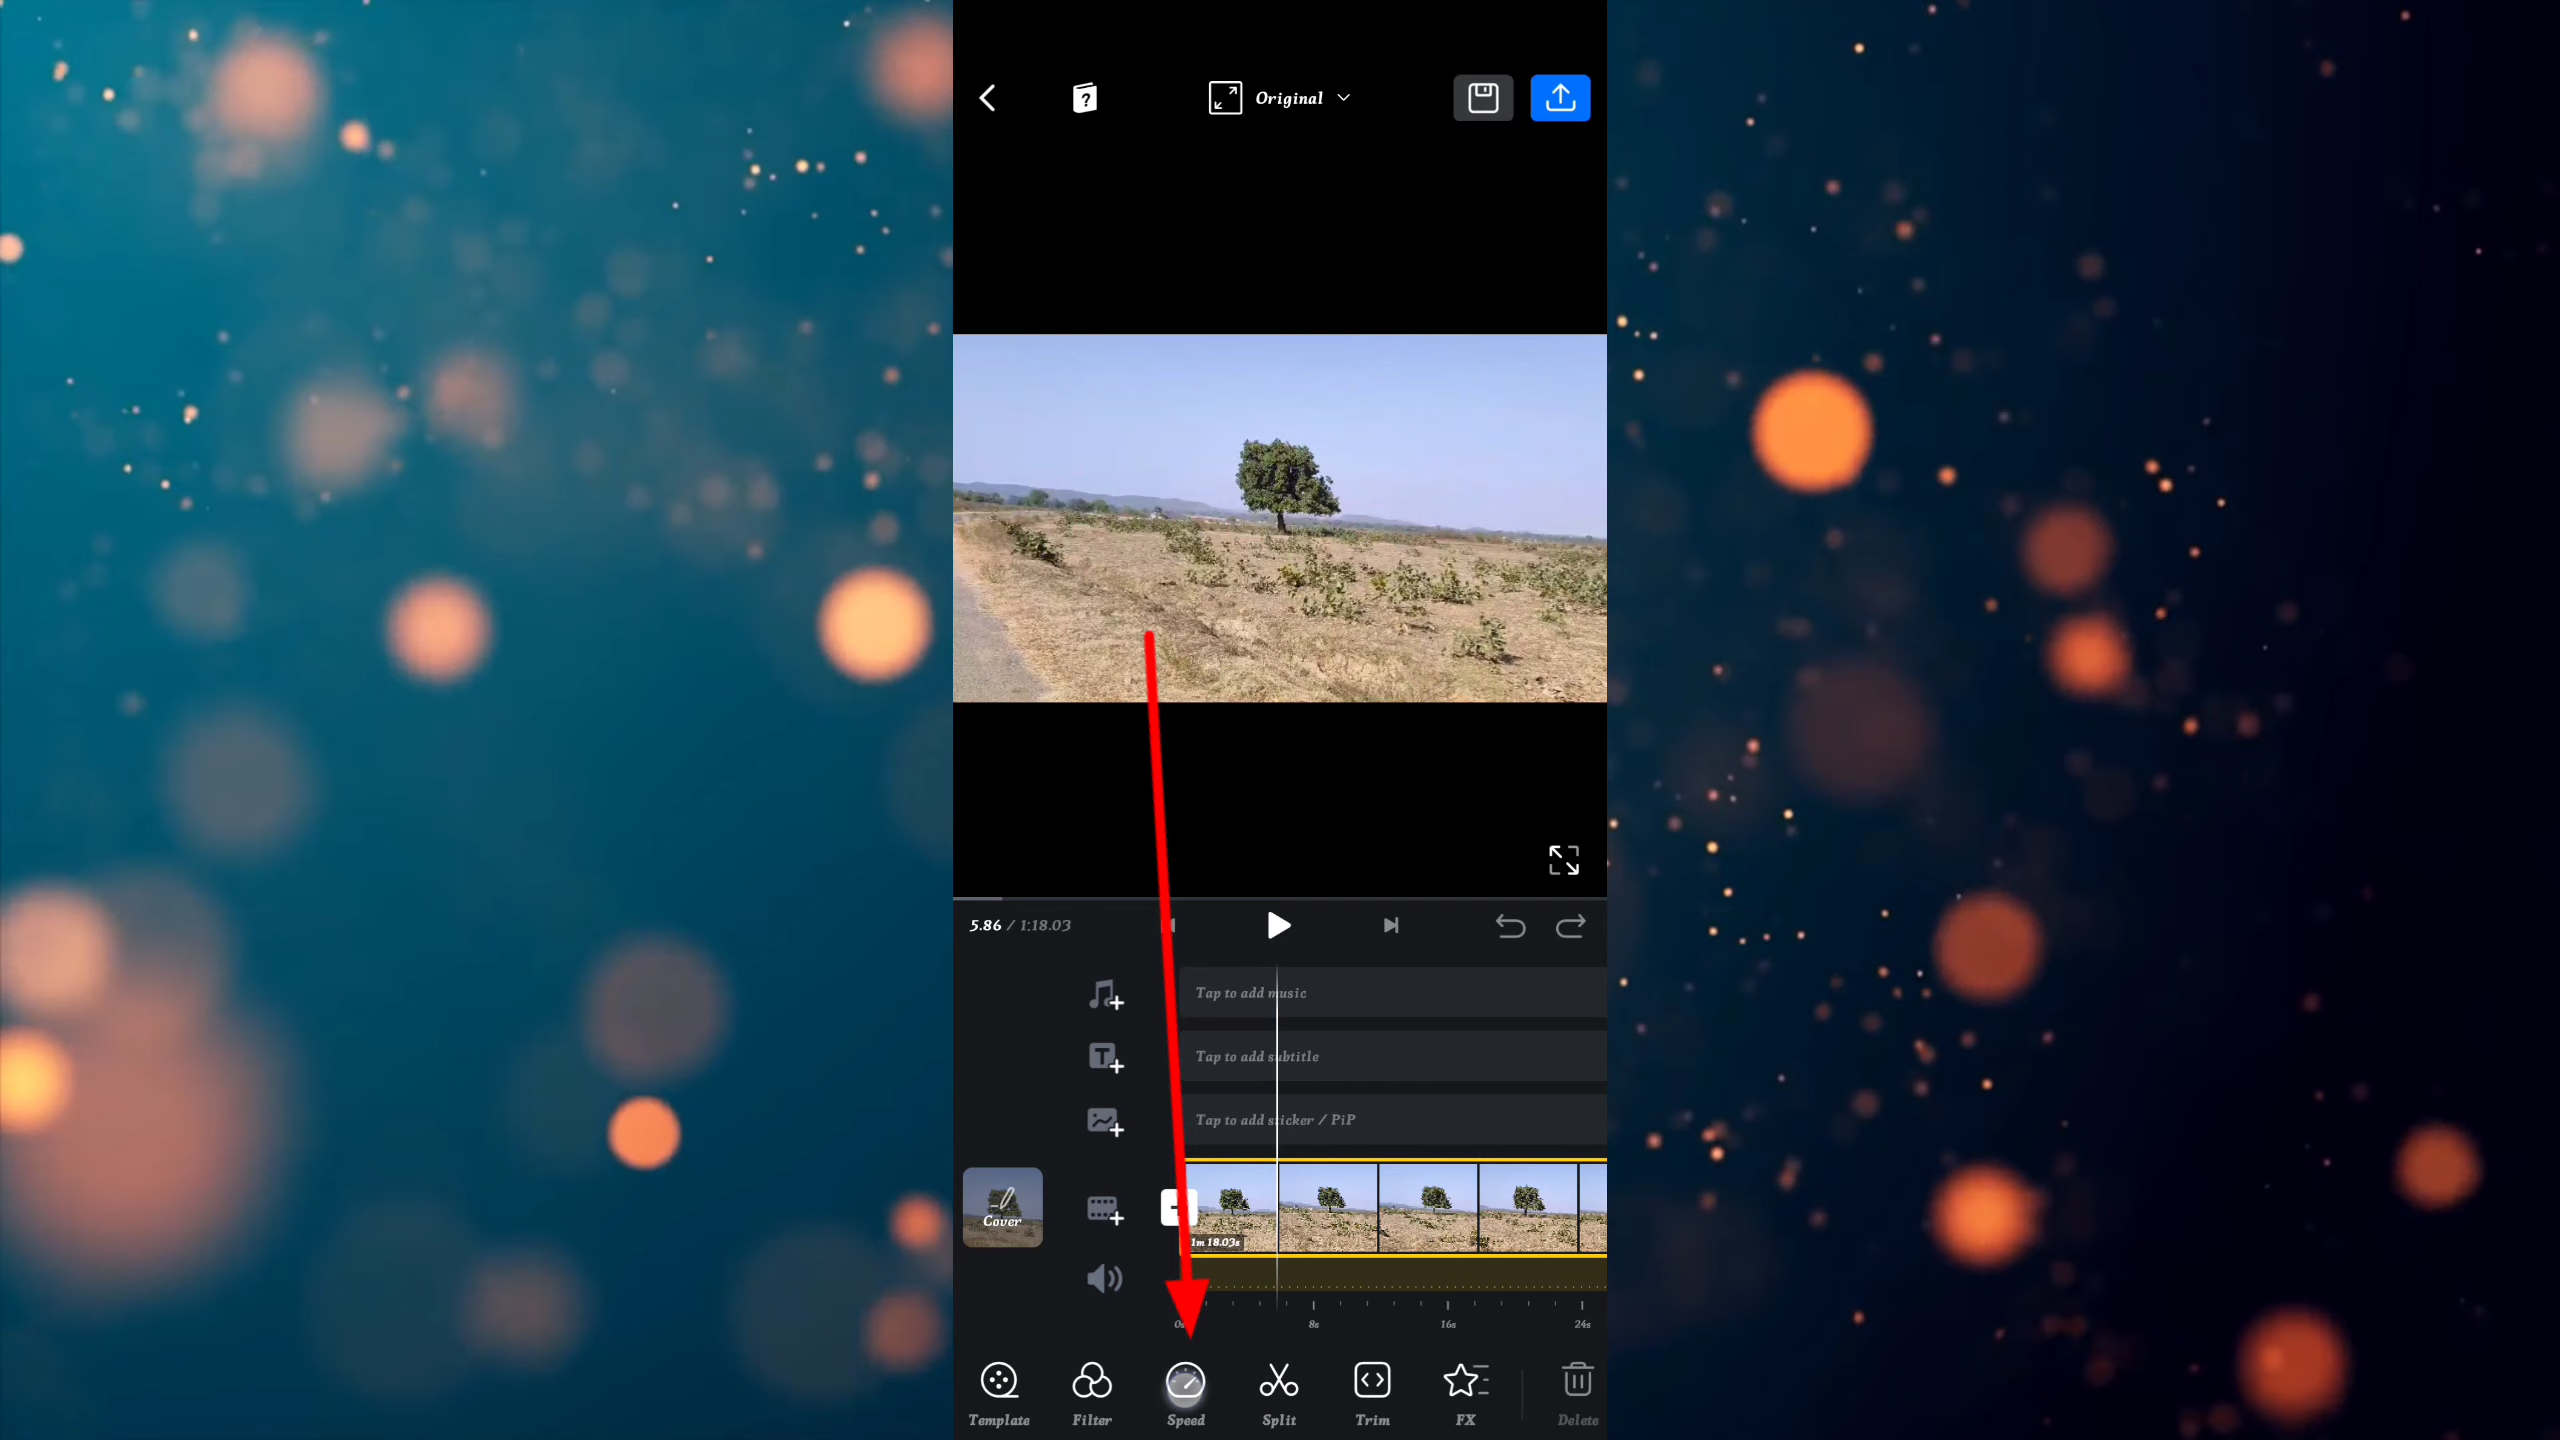 ?
Original
5.86 / 1:18.03
Tap to add music
Tap to add subtitle
Tap to add sticker / PiP
Cover
1m 18.03s
0s 8s 16s 24s
Template Filter Speed Split Trim FX Delete